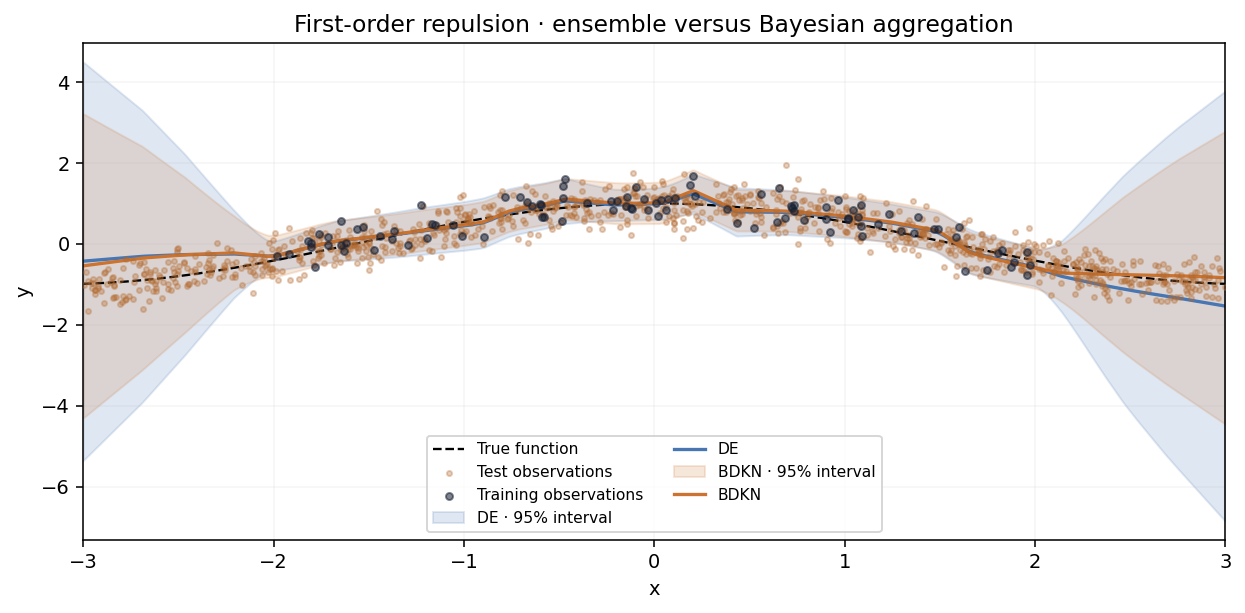 First-order repulsion · ensemble versus Bayesian aggregation
y
4
2
0
−2
−4
−6
True function
Test observations
Training observations
DE · 95% interval
DE
BDKN · 95% interval
BDKN
−3
−2
−1
0
1
2
3
x